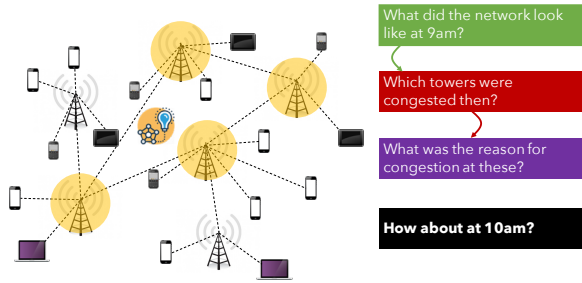 What did the network look
like at 9am?
Which towers were
congested then?
What was the reason for
congestion at these?
How about at 10am?